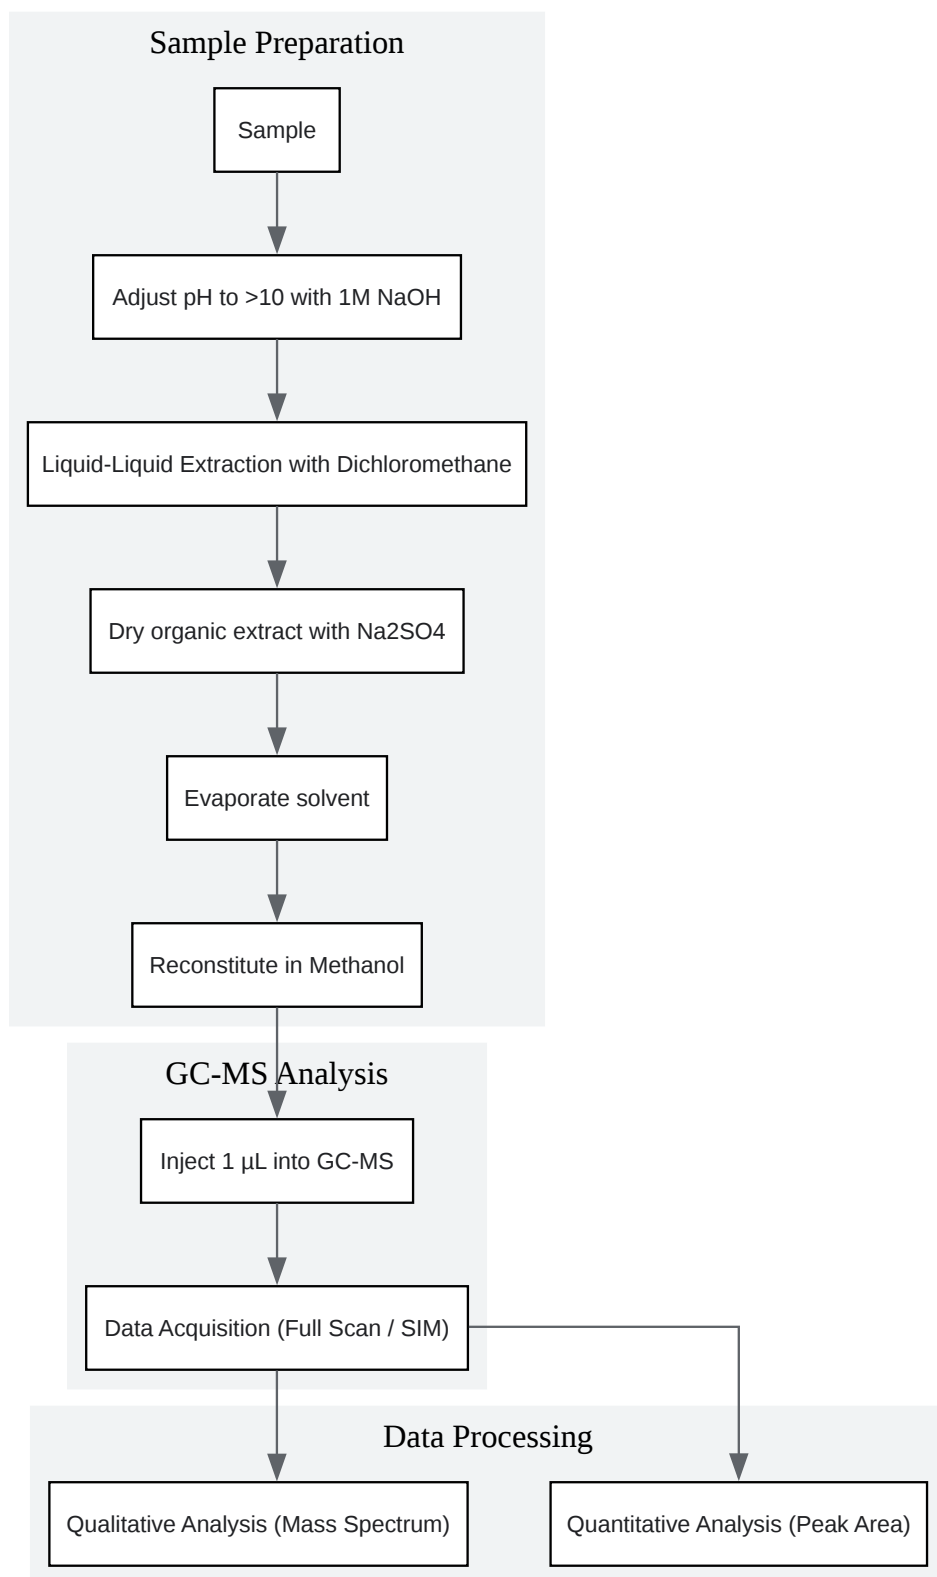 Sample Preparation
Sample
Adjust pH to >10 with 1M NaOH
Liquid-Liquid Extraction with Dichloromethane
Dry organic extract with Na2SO4
Evaporate solvent
Reconstitute in Methanol
GC-MS Analysis
Inject 1 µL into GC-MS
Data Acquisition (Full Scan / SIM)
Data Processing
Qualitative Analysis (Mass Spectrum)
Quantitative Analysis (Peak Area)